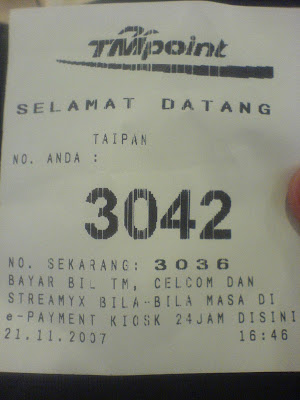 TMpoint
SELAMAT DATANG
TAIPAN
NO. ANDA :
3042
NO. SEKARANG: 3036
BAYAR BIL TM, CELCOM DAN
STREAMYX BILA-BILA MASA DI
e-PAYMENT KIOSK 24JAM DISINI
21.11.2007 16:46